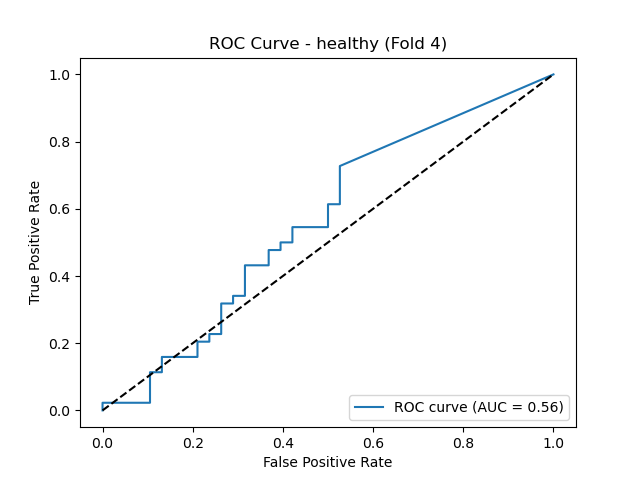 ROC Curve - healthy (Fold 4)
True Positive Rate
1.0
0.8
0.6
0.4
0.2
0.0
0.0 0.2 0.4 0.6 0.8 1.0
False Positive Rate
ROC curve (AUC = 0.56)